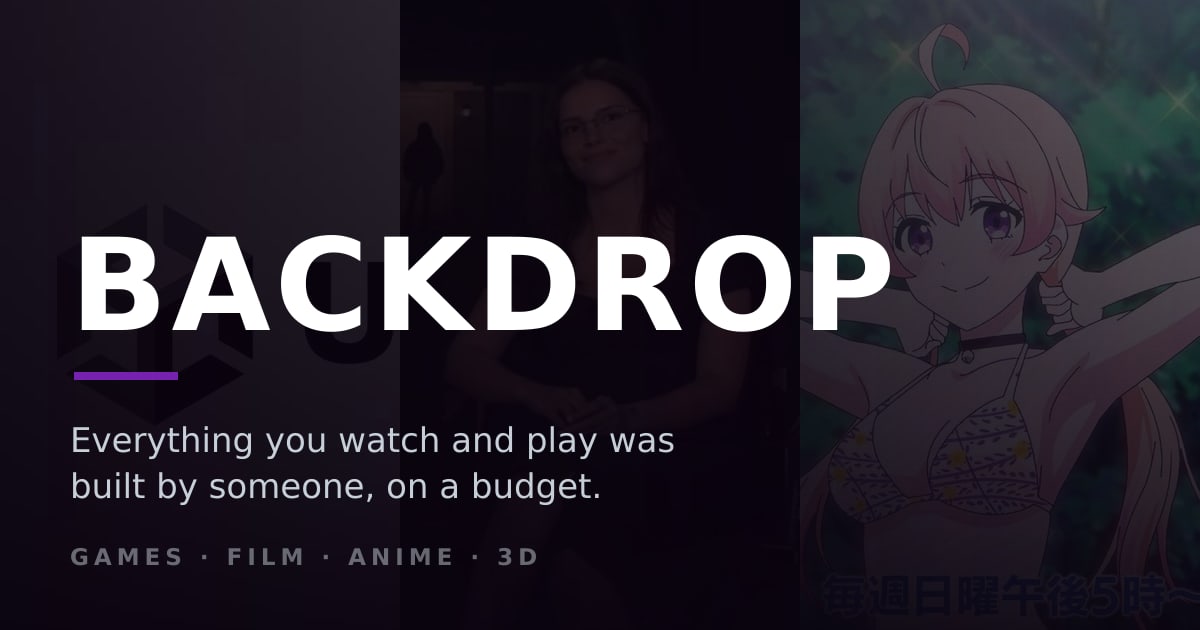 BACKDROP
Everything you watch and play was
built by someone, on a budget.
GAMES · FILM · ANIME · 3D
毎週日曜午後5時～